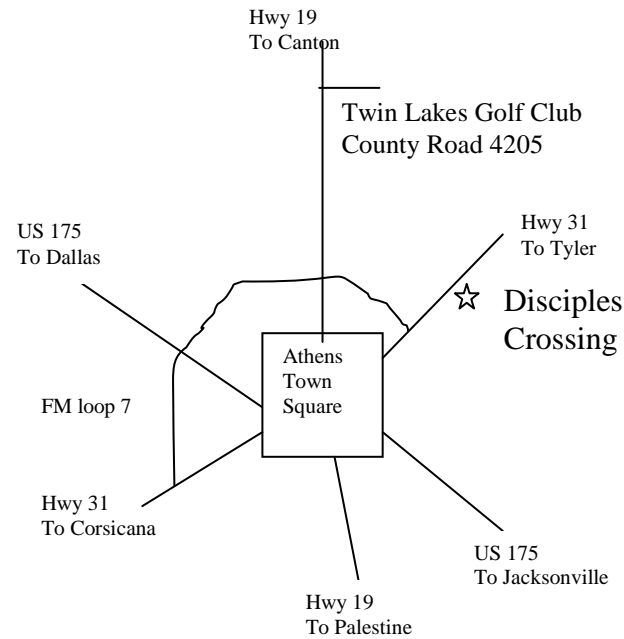 Hwy 19
To Canton
Twin Lakes Golf Club
County Road 4205
US 175
To Dallas
Hwy 31
To Tyler
Disciples
Crossing
Athens
Town
Square
FM loop 7
Hwy 31
To Corsicana
US 175
To Jacksonville
Hwy 19
To Palestine